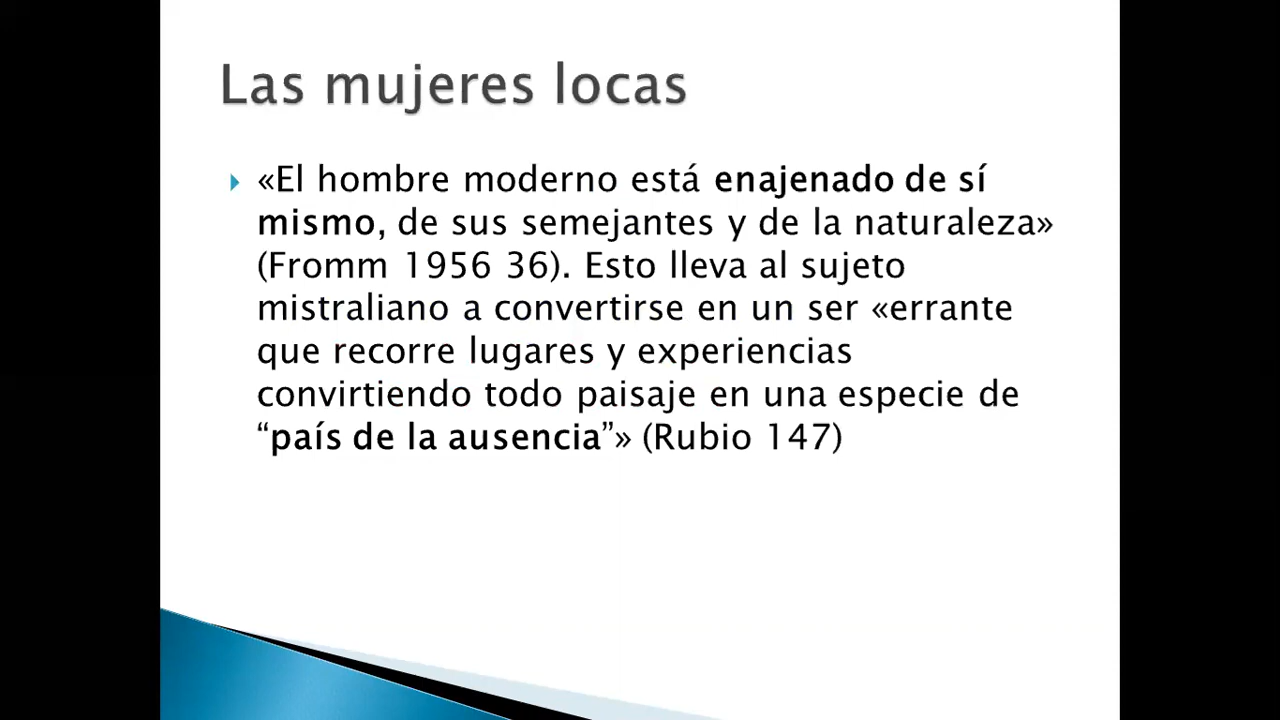 Las mujeres locas
«El hombre moderno está enajenado de sí
mismo, de sus semejantes y de la naturaleza»
(Fromm 1956 36). Esto lleva al sujeto
mistraliano a convertirse en un ser «errante
que recorre lugares y experiencias
convirtiendo todo paisaje en una especie de
“país de la ausencia”» (Rubio 147)